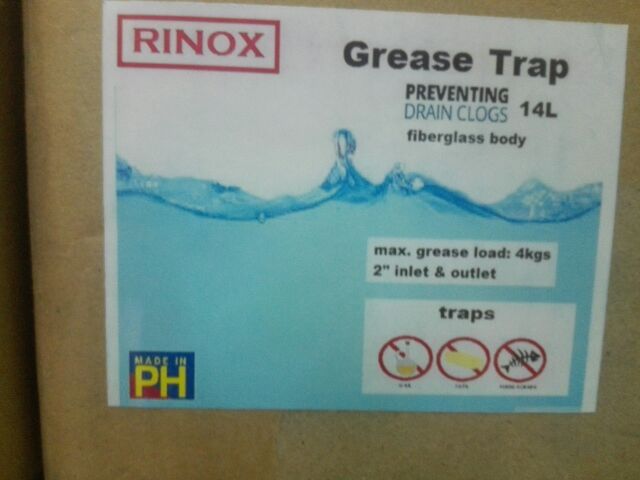 RINOX
Grease Trap
PREVENTING
DRAIN CLOGS 14L
fiberglass body
max. grease load: 4kgs
2" inlet & outlet
traps
MADE IN
PH